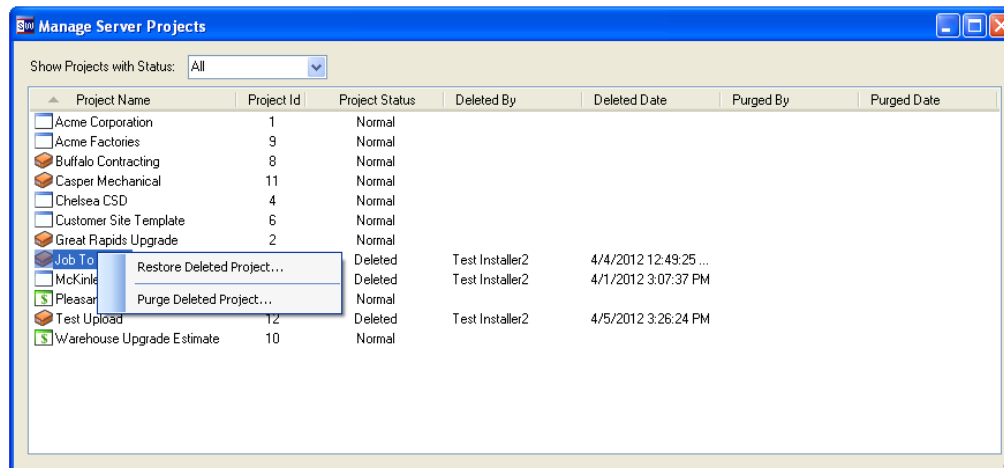 SW Manage Server Projects
Show Projects with Status: All
Project Name Project Id Project Status Deleted By Deleted Date Purged By Purged Date
Acme Corporation 1 Normal
Acme Factories 9 Normal
Buffalo Contracting 8 Normal
Casper Mechanical 11 Normal
Chelsea CSD 4 Normal
Customer Site Template 6 Normal
Great Rapids Upgrade 2 Normal
Job To Deleted Test Installer2 4/4/2012 12:49:25 ...
Restore Deleted Project...
Deleted Test Installer2 4/1/2012 3:07:37 PM
Normal
Purge Deleted Project...
Test Upload 12 Deleted Test Installer2 4/5/2012 3:26:24 PM
$ Warehouse Upgrade Estimate 10 Normal